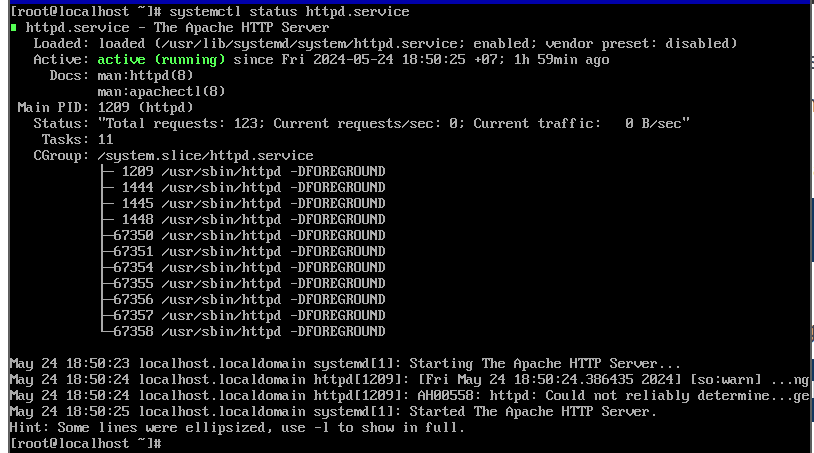 [root@localhost ~]# systemctl status httpd.service
httpd.service - The Apache HTTP Server
Loaded: loaded (/usr/lib/systemd/system/httpd.service; enabled; vendor preset: disabled)
Active: active (running) since Fri 2024-05-24 18:50:25 +07; 1h 59min ago
Docs: man:httpd(8)
man:apachectl(8)
Main PID: 1209 (httpd)
Status: "Total requests: 123; Current requests/sec: 0; Current traffic:   0 B/sec"
Tasks: 11
CGroup: /system.slice/httpd.service
├─ 1209 /usr/sbin/httpd -DFOREGROUND
├─ 1444 /usr/sbin/httpd -DFOREGROUND
├─ 1445 /usr/sbin/httpd -DFOREGROUND
├─ 1448 /usr/sbin/httpd -DFOREGROUND
├─67350 /usr/sbin/httpd -DFOREGROUND
├─67351 /usr/sbin/httpd -DFOREGROUND
├─67354 /usr/sbin/httpd -DFOREGROUND
├─67355 /usr/sbin/httpd -DFOREGROUND
├─67356 /usr/sbin/httpd -DFOREGROUND
├─67357 /usr/sbin/httpd -DFOREGROUND
└─67358 /usr/sbin/httpd -DFOREGROUND
May 24 18:50:23 localhost.localdomain systemd[1]: Starting The Apache HTTP Server...
May 24 18:50:24 localhost.localdomain httpd[1209]: [Fri May 24 18:50:24.386435 2024] [so:warn] ...ng
May 24 18:50:24 localhost.localdomain httpd[1209]: AH00558: httpd: Could not reliably determine...ge
May 24 18:50:25 localhost.localdomain systemd[1]: Started The Apache HTTP Server.
Hint: Some lines were ellipsized, use -l to show in full.
[root@localhost ~]#